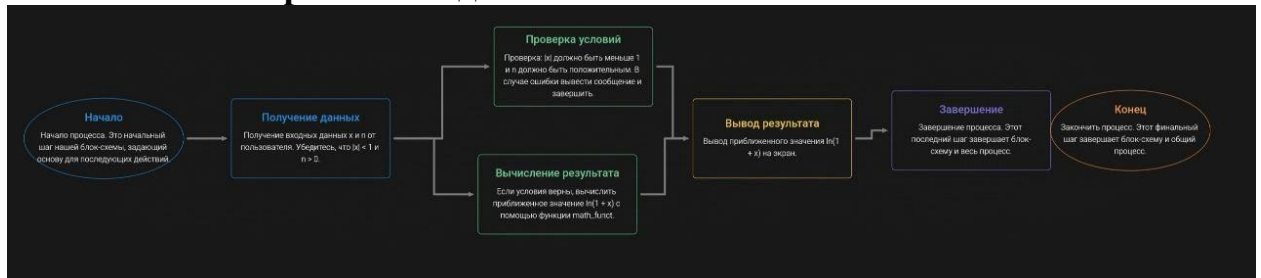 Начало
Начало процесса. Это начальный
шаг нашей блок-схемы, задающий
основу для последующих действий.
Получение данных
Получение входных данных x и n от
пользователя. Убедитесь, что |x| < 1 и
n > 0.
Проверка условий
Проверка: |x| должно быть меньше 1
и n должно быть положительным. В
случае ошибки вывести сообщение и
завершить.
Вычисление результата
Если условия верны, вычислить
приближенное значение ln(1 + x) с
помощью функции math_funct.
Вывод результата
Вывод приближенного значения ln(1
+ x) на экран.
Завершение
Завершение процесса. Этот
последний шаг завершает блок-
схему и весь процесс.
Конец
Закончить процесс. Этот финальный
шаг завершает блок-схему и общий
процесс.